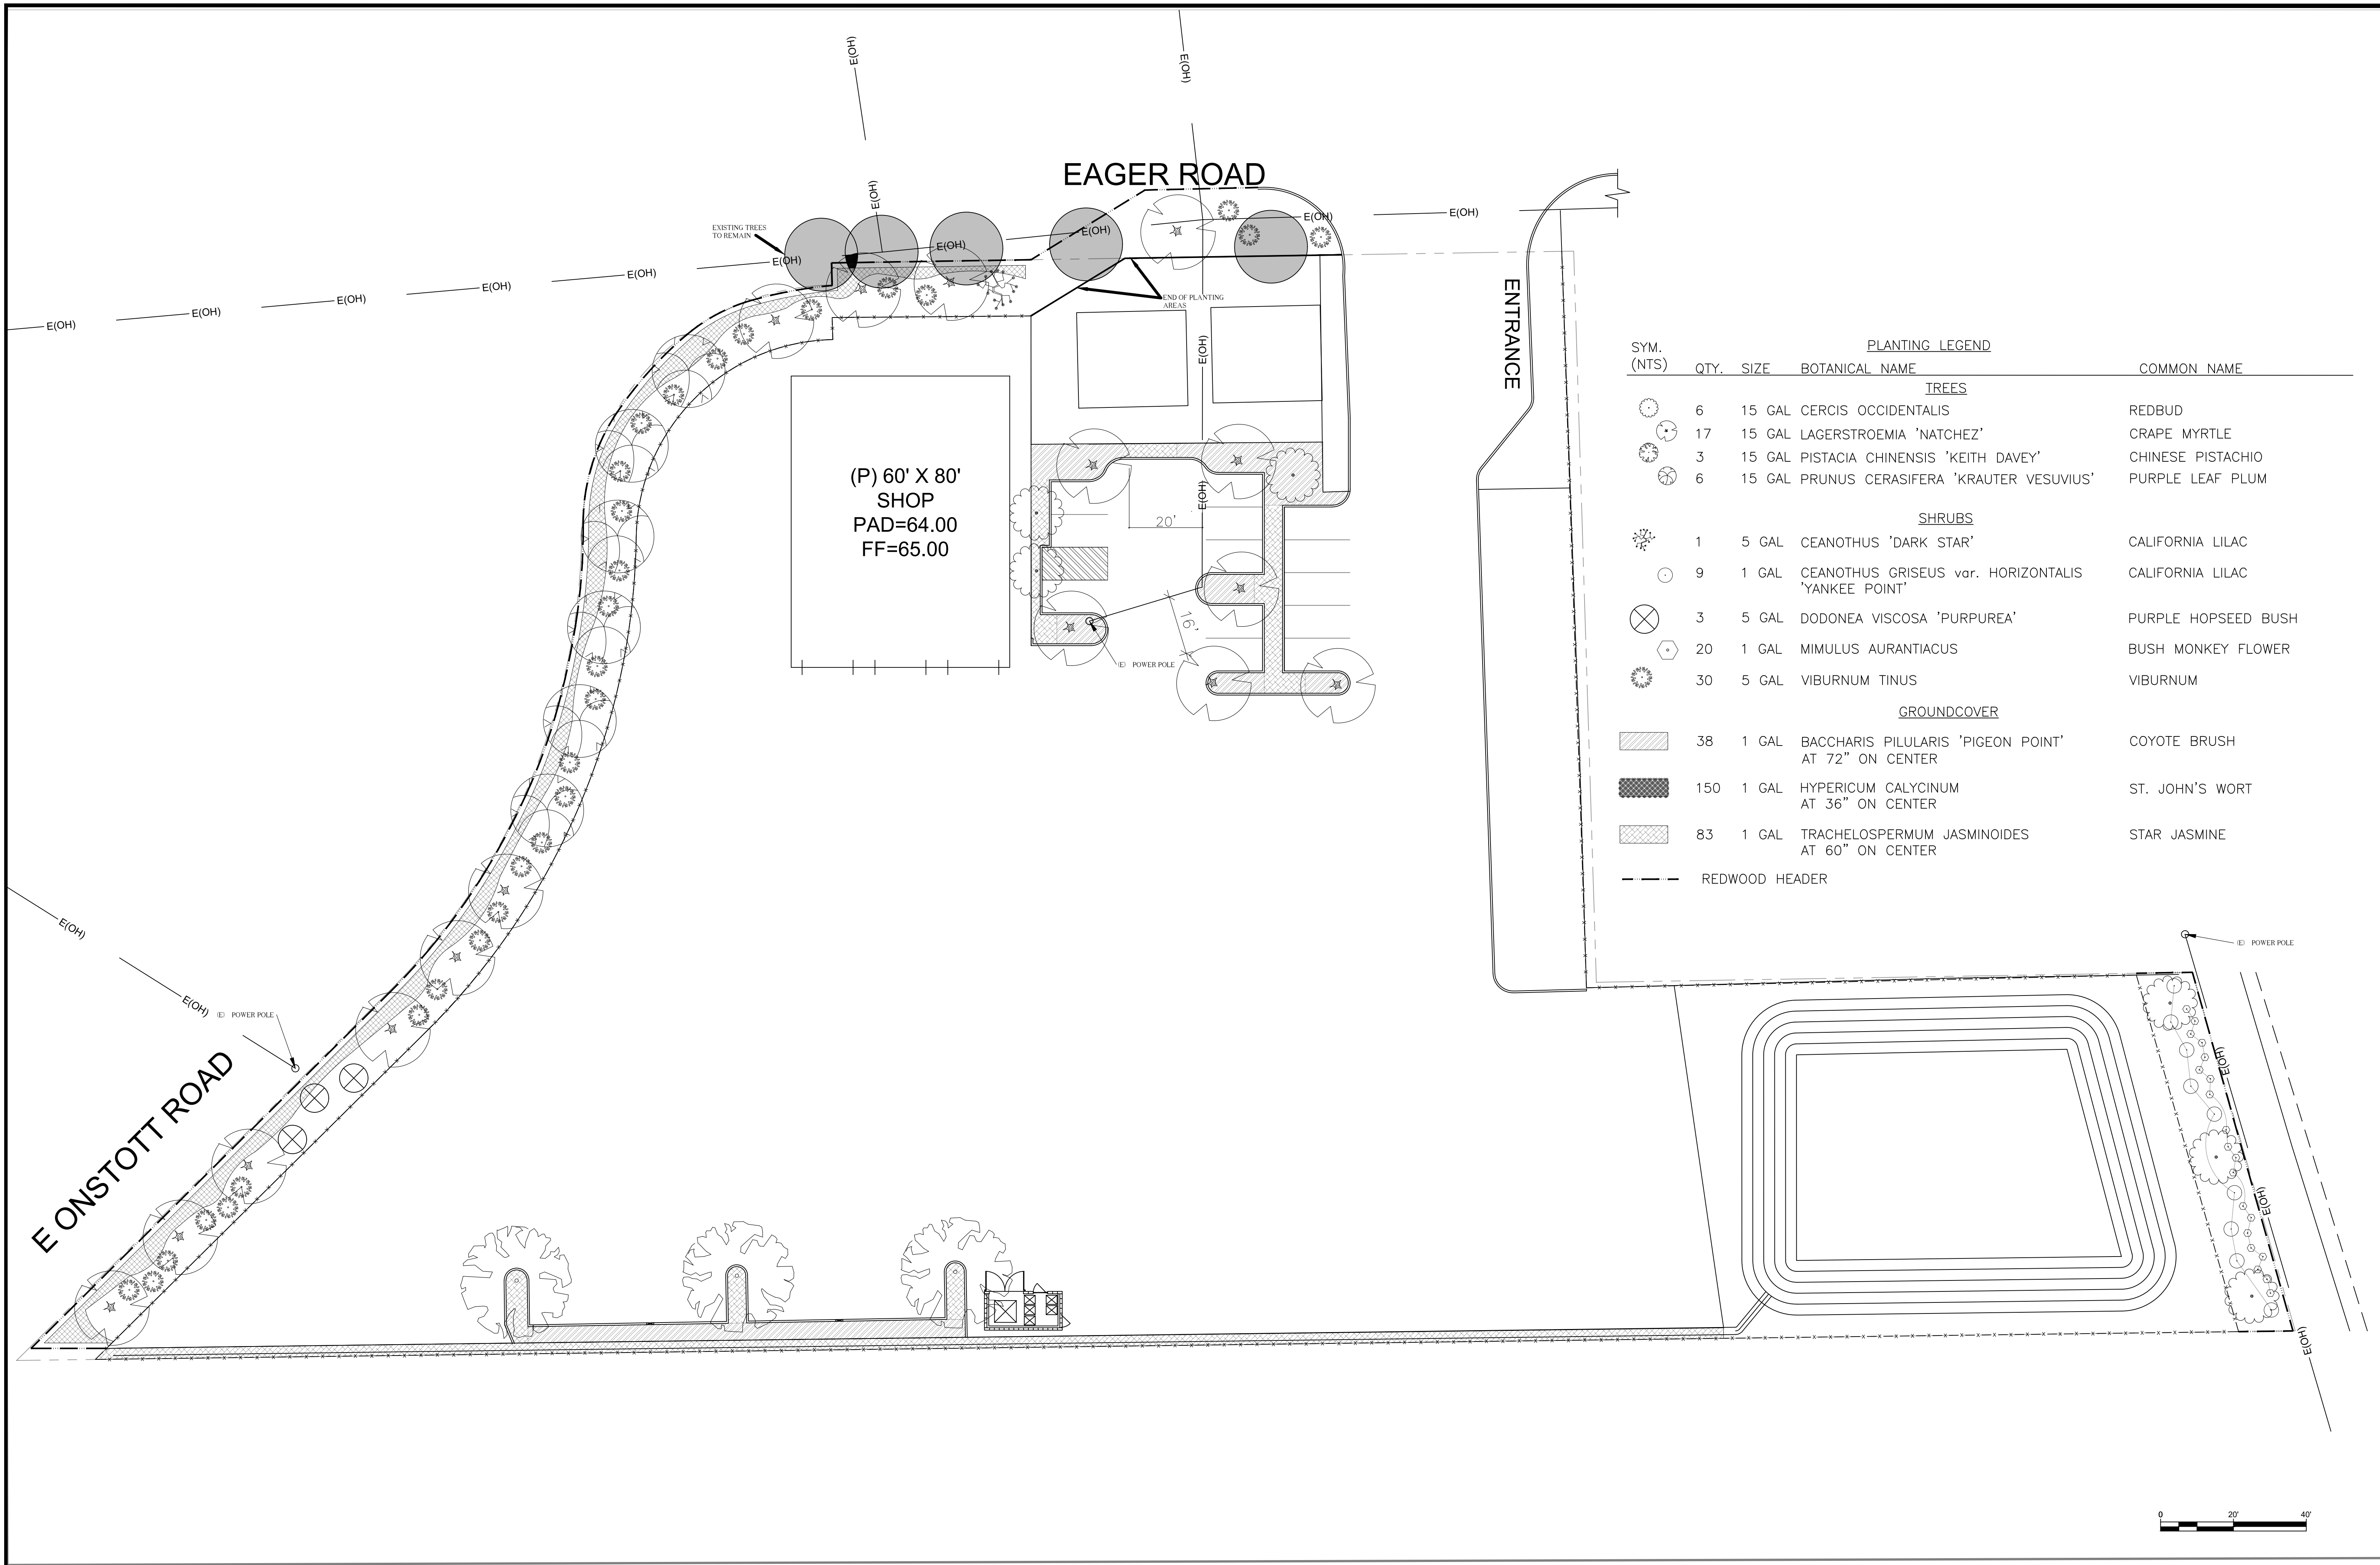 E(OH)
E(OH)
EAGER ROAD
E(OH)
E(OH)
E(OH)
E(OH)
E(OH)
E(OH)
EXISTING TREES
TO REMAIN
E(OH)
E(OH)
E(OH)
E(OH)
E(OH)
E(OH)
END OF PLANTING
AREAS
ENTRANCE
E(OH)
E(OH)
(P) 60' X 80'
SHOP
PAD=64.00
FF=65.00
20'
16'
(E) POWER POLE
PLANTING LEGEND
SYM.
(NTS) QTY. SIZE BOTANICAL NAME COMMON NAME
TREES
6 15 GAL CERCIS OCCIDENTALIS REDBUD
17 15 GAL LAGERSTROEMIA 'NATCHEZ' CRAPE MYRTLE
3 15 GAL PISTACIA CHINENSIS 'KEITH DAVEY' CHINESE PISTACHIO
6 15 GAL PRUNUS CERASIFERA 'KRAUTER VESUVIUS' PURPLE LEAF PLUM
SHRUBS
1 5 GAL CEANOTHUS 'DARK STAR' CALIFORNIA LILAC
9 1 GAL CEANOTHUS GRISEUS var. HORIZONTALIS CALIFORNIA LILAC
'YANKEE POINT'
3 5 GAL DODONEA VISCOSA 'PURPUREA' PURPLE HOPSEED BUSH
20 1 GAL MIMULUS AURANTIACUS BUSH MONKEY FLOWER
30 5 GAL VIBURNUM TINUS VIBURNUM
GROUNDCOVER
38 1 GAL BACCHARIS PILULARIS 'PIGEON POINT' COYOTE BRUSH
AT 72" ON CENTER
150 1 GAL HYPERICUM CALYCINUM ST. JOHN'S WORT
AT 36" ON CENTER
83 1 GAL TRACHELOSPERMUM JASMINOIDES STAR JASMINE
AT 60" ON CENTER
REDWOOD HEADER
E(OH)
E(OH)
(E) POWER POLE
E ONSTOTT ROAD
(E) POWER POLE
E(OH)
E(OH)
E(OH)
0 20' 40'